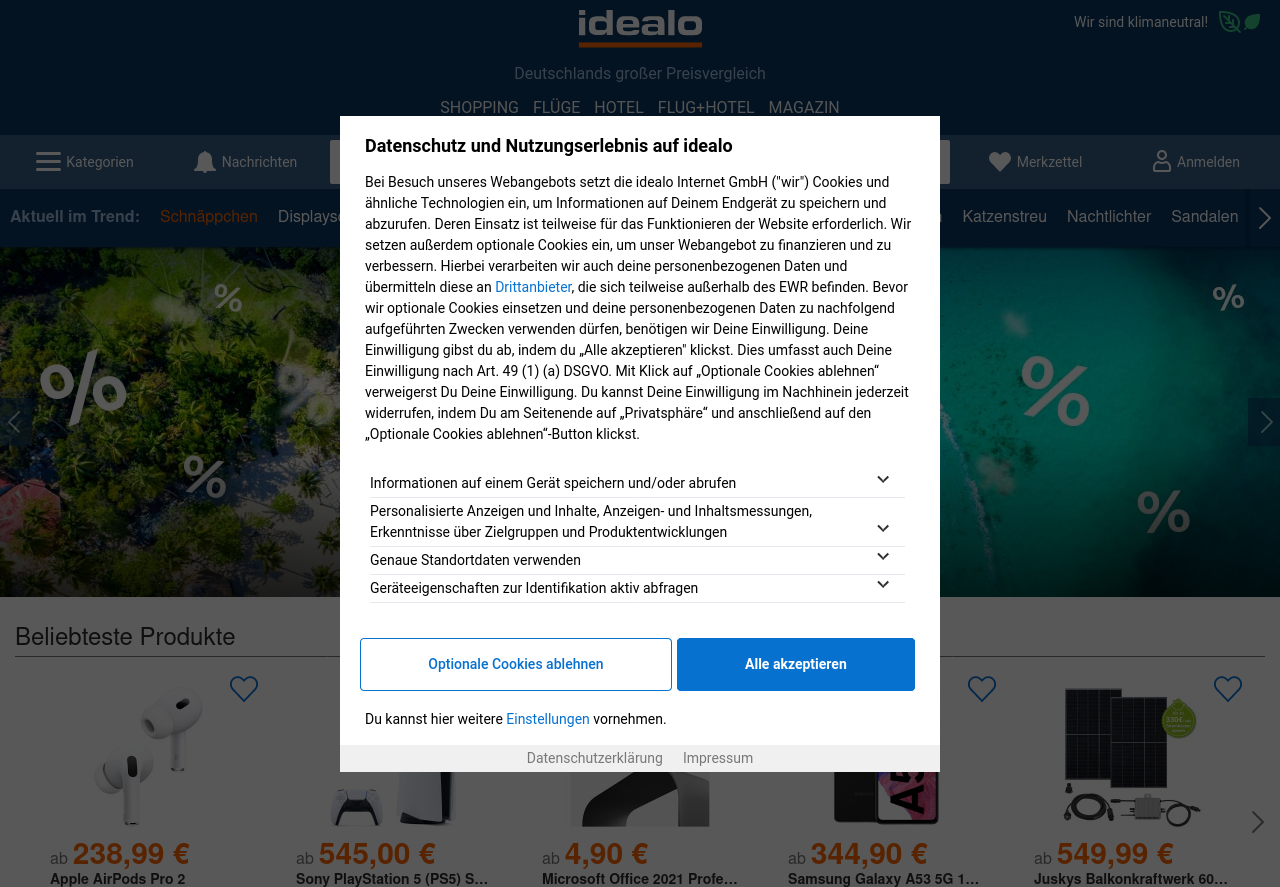 idealo
Wir sind klimaneutral!
Deutschlands großer Preisvergleich
SHOPPING FLÜGE HOTEL FLUG+HOTEL MAGAZIN
Kategorien Nachrichten Merkzettel Anmelden
Aktuell im Trend: Schnäppchen Katzenstreu Nachtlichter Sandalen
Datenschutz und Nutzungserlebnis auf idealo
Bei Besuch unseres Webangebots setzt die idealo Internet GmbH ("wir") Cookies und
ähnliche Technologien ein, um Informationen auf Deinem Endgerät zu speichern und
abzurufen. Deren Einsatz ist teilweise für das Funktionieren der Website erforderlich. Wir
setzen außerdem optionale Cookies ein, um unser Webangebot zu finanzieren und zu
verbessern. Hierbei verarbeiten wir auch deine personenbezogenen Daten und
übermitteln diese an Drittanbieter, die sich teilweise außerhalb des EWR befinden. Bevor
wir optionale Cookies einsetzen und deine personenbezogenen Daten zu nachfolgend
aufgeführten Zwecken verwenden dürfen, benötigen wir Deine Einwilligung. Deine
Einwilligung gibst du ab, indem du „Alle akzeptieren" klickst. Dies umfasst auch Deine
Einwilligung nach Art. 49 (1) (a) DSGVO. Mit Klick auf „Optionale Cookies ablehnen“
verweigerst Du Deine Einwilligung. Du kannst Deine Einwilligung im Nachhinein jederzeit
widerrufen, indem Du am Seitenende auf „Privatsphäre“ und anschließend auf den
„Optionale Cookies ablehnen“-Button klickst.
Informationen auf einem Gerät speichern und/oder abrufen
Personalisierte Anzeigen und Inhalte, Anzeigen- und Inhaltsmessungen,
Erkenntnisse über Zielgruppen und Produktentwicklungen
Genaue Standortdaten verwenden
Geräteeigenschaften zur Identifikation aktiv abfragen
Optionale Cookies ablehnen Alle akzeptieren
Du kannst hier weitere Einstellungen vornehmen.
Datenschutzerklärung Impressum
% % % % % %
Beliebteste Produkte
ab 238,99 € ab 545,00 € ab 4,90 € ab 344,90 € ab 549,99 €
Apple AirPods Pro 2 Sony PlayStation 5 (PS5) S… Microsoft Office 2021 Profe… Samsung Galaxy A53 5G 1… Juskys Balkonkraftwerk 60…